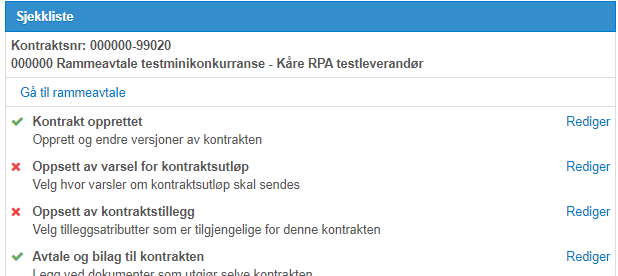 Sjekkliste
Kontraktsnr: 000000-99020
000000 Rammeavtale testminikonkurranse - Kåre RPA testleverandør
Gå til rammeavtale
Kontrakt opprettet Rediger
Opprett og endre versjoner av kontrakten
Oppsett av varsel for kontraktsutløp Rediger
Velg hvor varsler om kontraktsutløp skal sendes
Oppsett av kontraktstillegg Rediger
Velg tilleggsatributter som er tilgjengelige for denne kontrakten
Avtale og bilag til kontrakten Rediger
Legg ved dokumenter som utgjør selve kontrakten